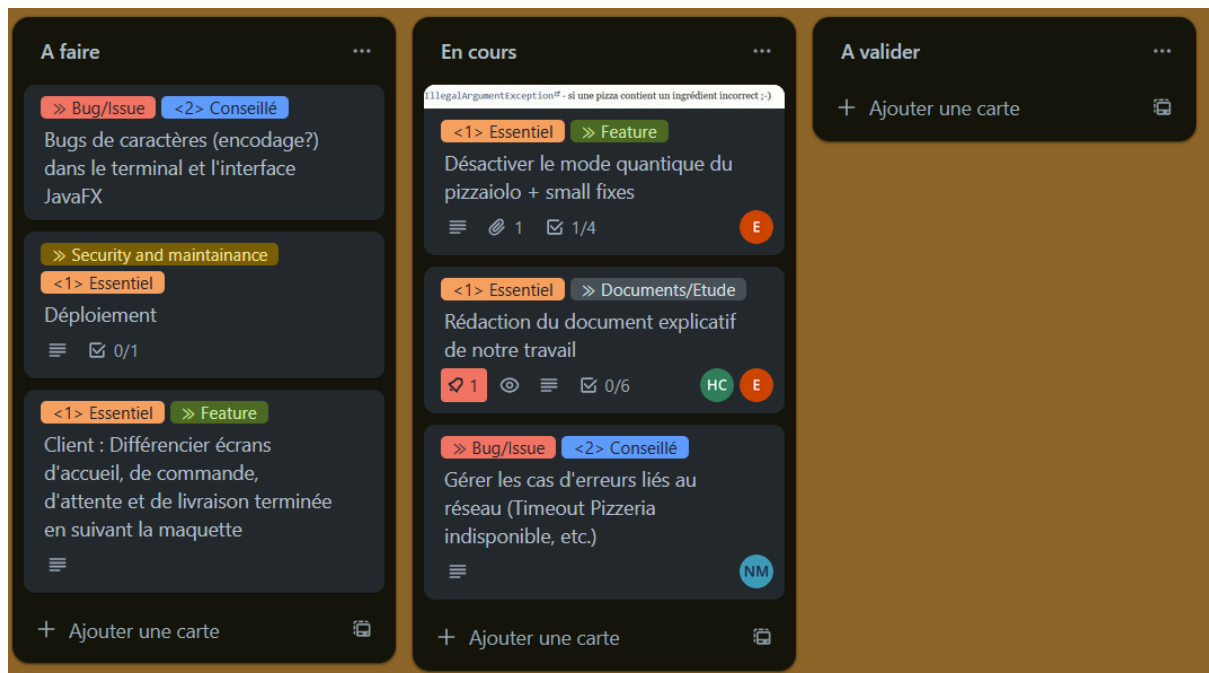 A faire
» Bug/Issue <2> Conseillé
Bugs de caractères (encodage?)
dans le terminal et l'interface
JavaFX
» Security and maintainance
<1> Essentiel
Déploiement
0/1
<1> Essentiel » Feature
Client : Différencier écrans
d'accueil, de commande,
d'attente et de livraison terminée
en suivant la maquette
+ Ajouter une carte
En cours
IllegalArgumentException - si une pizza contient un ingrédient incorrect ;-)
<1> Essentiel » Feature
Désactiver le mode quantique du
pizzaiolo + small fixes
1 1/4 E
<1> Essentiel » Documents/Etude
Rédaction du document explicatif
de notre travail
1 0/6 HC E
» Bug/Issue <2> Conseillé
Gérer les cas d'erreurs liés au
réseau (Timeout Pizzeria
indisponible, etc.)
NM
+ Ajouter une carte
A valider
+ Ajouter une carte